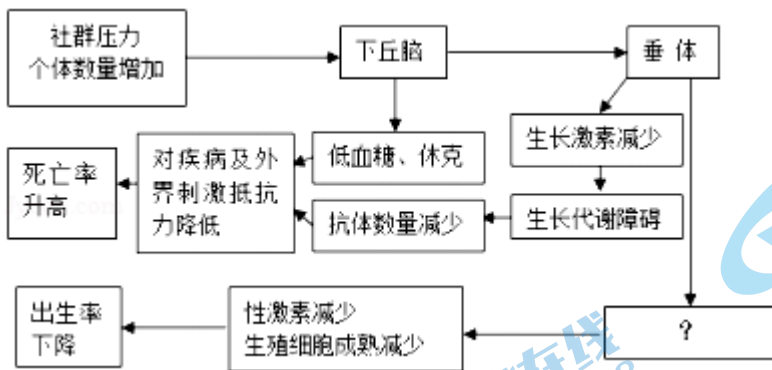 社群压力
个体数量增加
下丘脑
垂 体
生长激素减少
低血糖、休克
对疾病及外
界刺激抵抗
力降低
死亡率
升高
抗体数量减少
生长代谢障碍
出生率
下降
性激素减少
生殖细胞成熟减少
?
在线